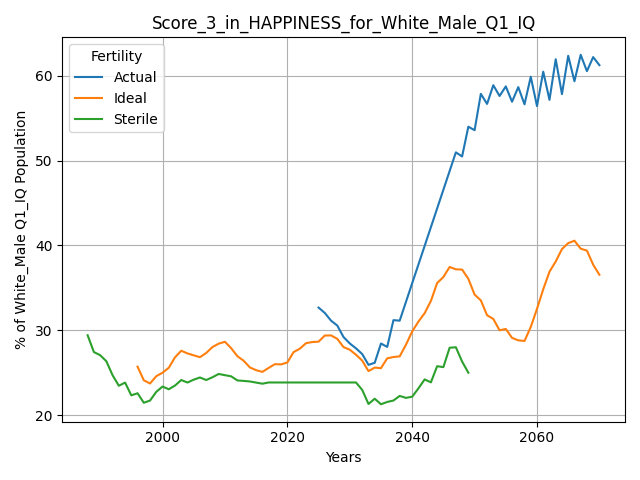 Score_3_in_HAPPINESS_for_White_Male_Q1_IQ
Fertility
Actual
Ideal
Sterile
% of White_Male Q1_IQ Population
60
50
40
30
20
2000
2020
2040
2060
Years